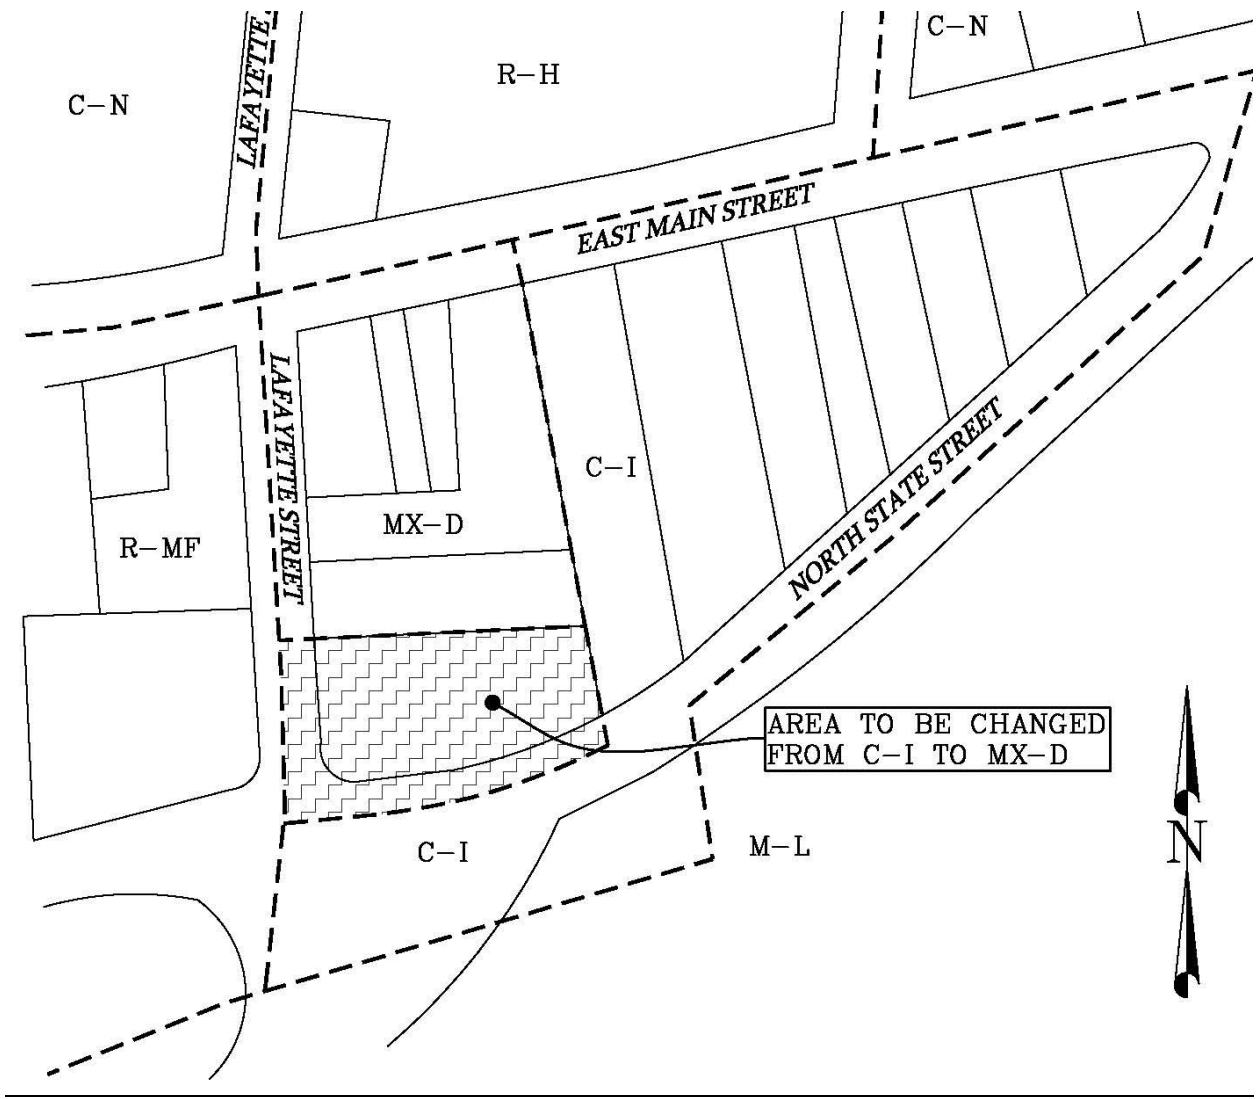 LAFAYETTE
C-N
R-H
C-N
EAST MAIN STREET
LAFAYETTE STREET
C-I
MX-D
R-MF
NORTH STATE STREET
AREA TO BE CHANGED
FROM C-I TO MX-D
C-I
M-L
N